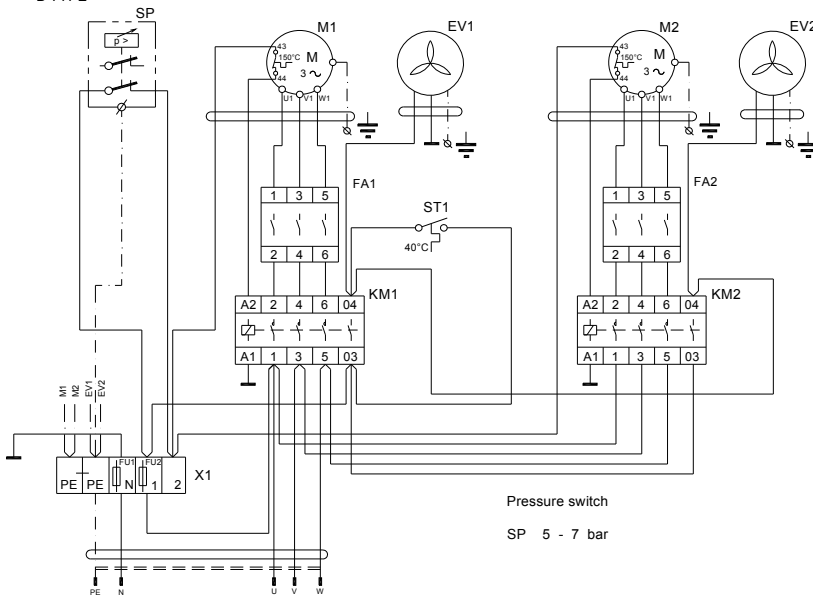 SP
M1
EV1
M2
EV2
p >
43
150°C
M
44
3 ~
U1 V1 W1
43
150°C
M
44
3 ~
U1 V1 W1
FA1
1 3 5
2 4 6
ST1
40°C
FA2
1 3 5
2 4 6
KM1
A2 2 4 6 04
A1 1 3 5 03
KM2
A2 2 4 6 04
A1 1 3 5 03
M1
M2
EV1
EV2
FU1
FU2
PE PE N 1 2
X1
Pressure switch
SP 5 - 7 bar
PE N U V W